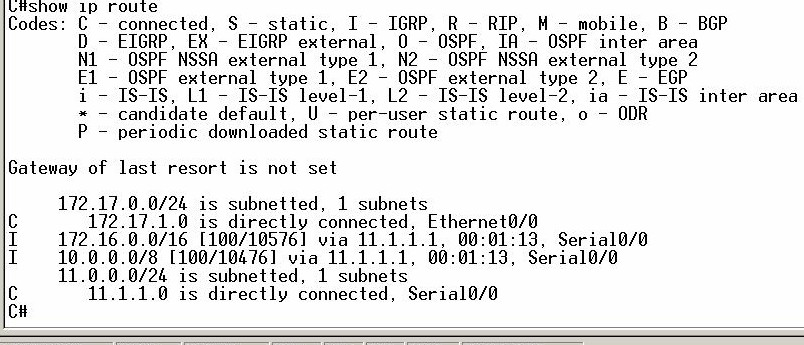 C#show ip route
Codes: C - connected, S - static, I - IGRP, R - RIP, M - mobile, B - BGP
       D - EIGRP, EX - EIGRP external, O - OSPF, IA - OSPF inter area
       N1 - OSPF NSSA external type 1, N2 - OSPF NSSA external type 2
       E1 - OSPF external type 1, E2 - OSPF external type 2, E - EGP
       i - IS-IS, L1 - IS-IS level-1, L2 - IS-IS level-2, ia - IS-IS inter area
       * - candidate default, U - per-user static route, o - ODR
       P - periodic downloaded static route
Gateway of last resort is not set
     172.17.0.0/24 is subnetted, 1 subnets
C       172.17.1.0 is directly connected, Ethernet0/0
I    172.16.0.0/16 [100/10576] via 11.1.1.1, 00:01:13, Serial0/0
I    10.0.0.0/8 [100/10476] via 11.1.1.1, 00:01:13, Serial0/0
     11.0.0.0/24 is subnetted, 1 subnets
C       11.1.1.0 is directly connected, Serial0/0
C#